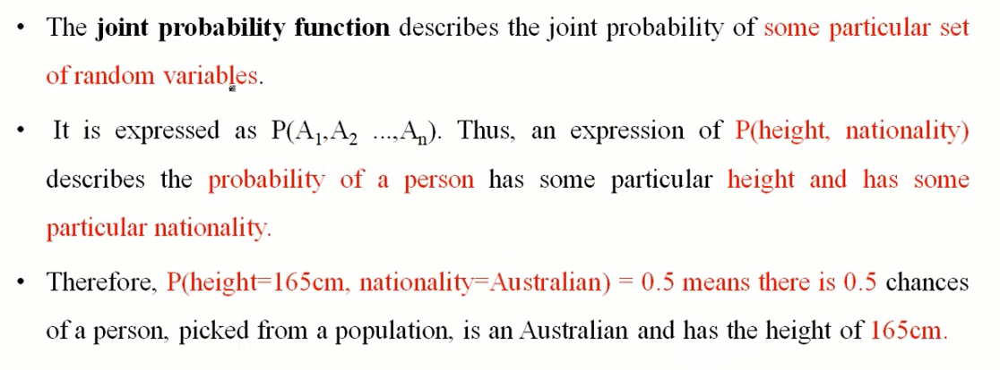 • The joint probability function describes the joint probability of some particular set
of random variables.
• It is expressed as P(A₁,A₂ ...,Aₙ). Thus, an expression of P(height, nationality)
describes the probability of a person has some particular height and has some
particular nationality.
• Therefore, P(height=165cm, nationality=Australian) = 0.5 means there is 0.5 chances
of a person, picked from a population, is an Australian and has the height of 165cm.